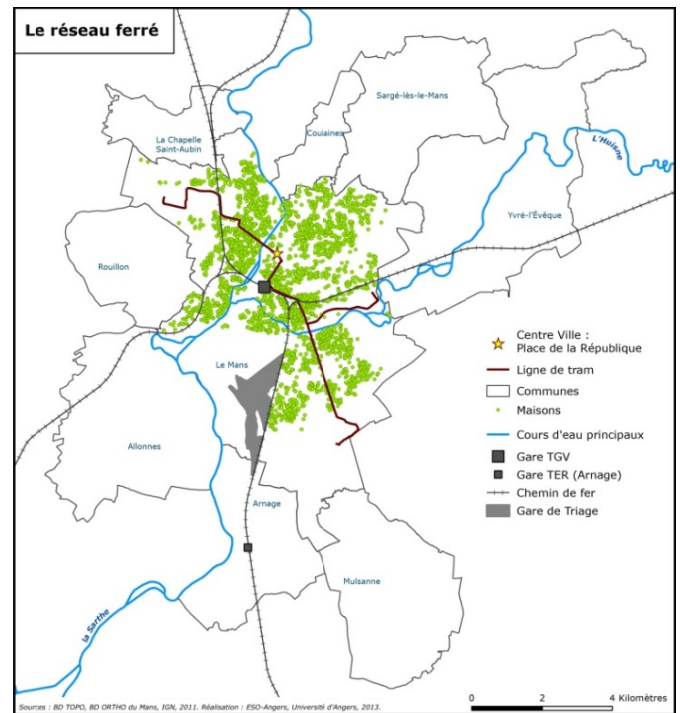 Le réseau ferré
Sargé-lès-le-Mans
La Chapelle
Saint-Aubin
Coulaines
L'Huisne
Yvré-l'Évêque
Rouillon
Centre Ville :
Place de la République
Ligne de tram
Le Mans
Communes
Maisons
Cours d'eau principaux
Allonnes
Gare TGV
Gare TER (Arnage)
Chemin de fer
Arnage
Gare de Triage
Mulsanne
la Sarthe
0 2 4 Kilomètres
Sources : BD TOPO, BD ORTHO du Mans, IGN, 2011. Réalisation : ESO-Angers, Université d'Angers, 2013.